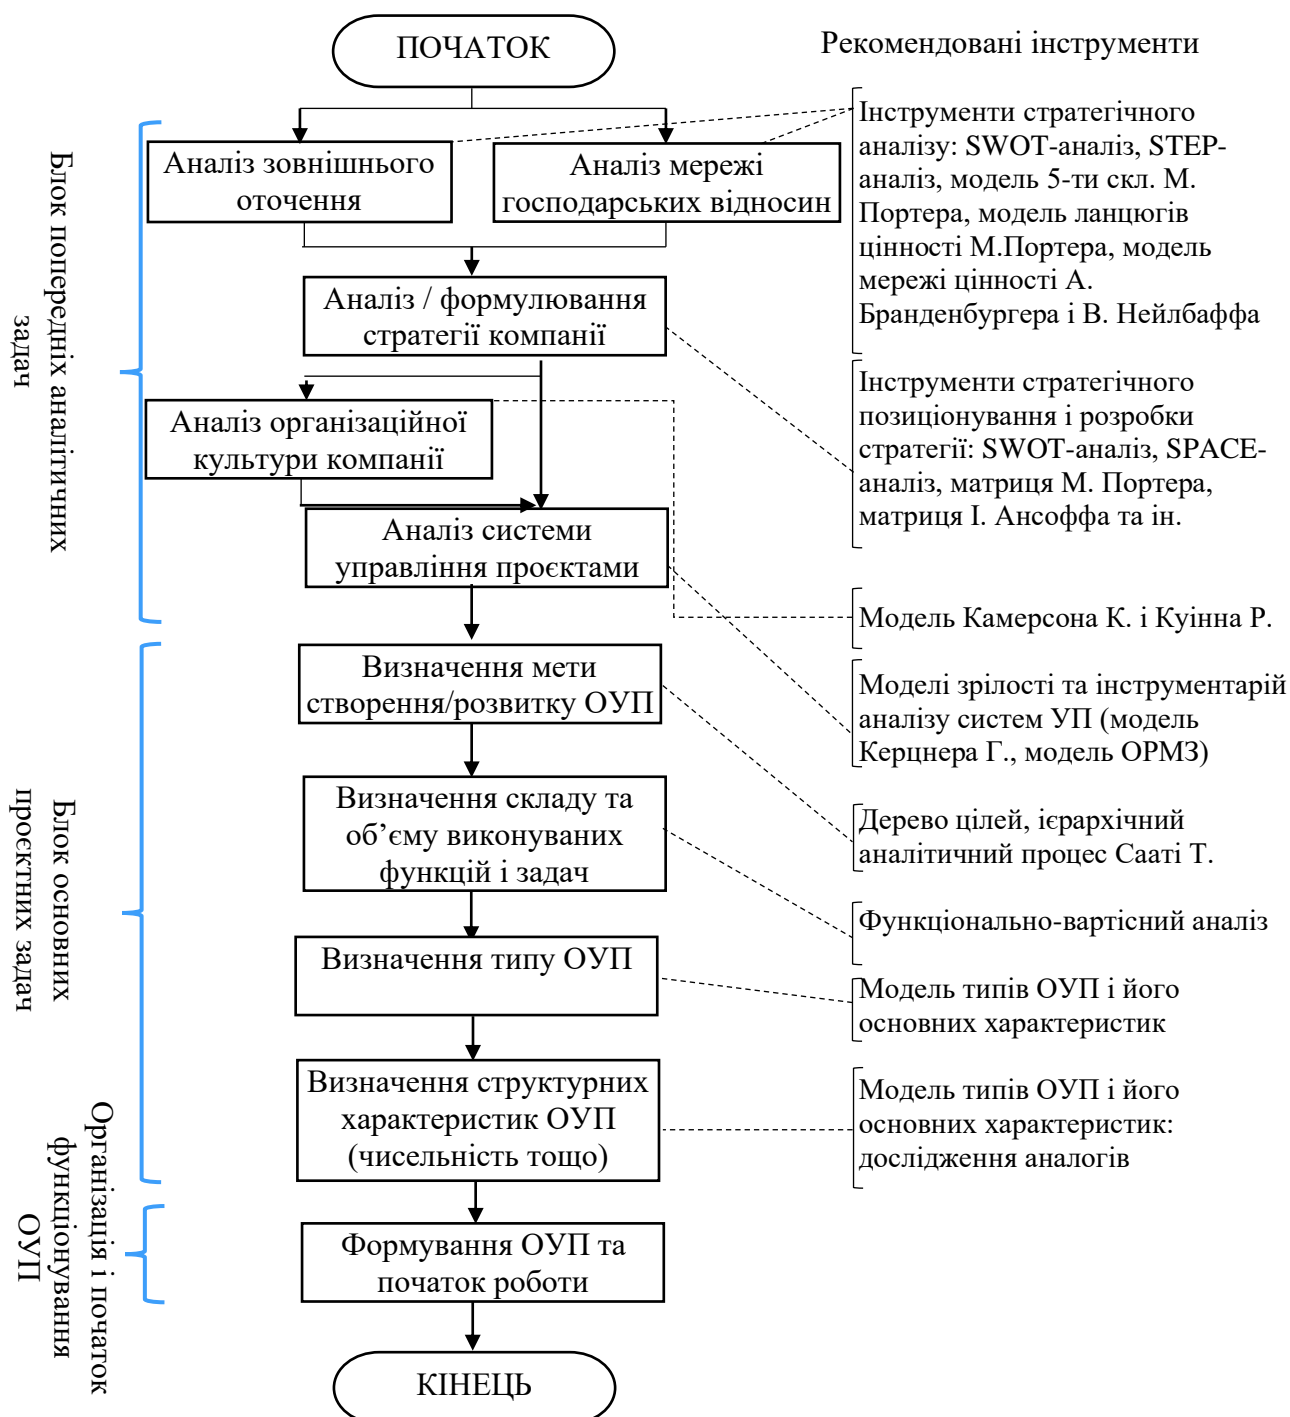 ПОЧАТОК
Рекомендовані інструменти
Блок попередніх аналітичних
задач
Аналіз зовнішнього
оточення
Аналіз мережі
господарських відносин
Інструменти стратегічного
аналізу: SWOT-аналіз, STEP-
аналіз, модель 5-ти скл. М.
Портера, модель ланцюгів
цінності М.Портера, модель
мережі цінності А.
Бранденбургера і В. Нейлбаффа
Аналіз / формулювання
стратегії компанії
Інструменти стратегічного
позиціонування і розробки
стратегії: SWOT-аналіз, SPACE-
аналіз, матриця М. Портера,
матриця І. Ансоффа та ін.
Аналіз організаційної
культури компанії
Аналіз системи
управління проєктами
Модель Камерсона К. і Куінна Р.
Моделі зрілості та інструментарій
аналізу систем УП (модель
Керцнера Г., модель ОРМЗ)
Блок основних
проєктних задач
Визначення мети
створення/розвитку ОУП
Дерево цілей, ієрархічний
аналітичний процес Сааті Т.
Визначення складу та
об’єму виконуваних
функцій і задач
Функціонально-вартісний аналіз
Визначення типу ОУП
Модель типів ОУП і його
основних характеристик
Визначення структурних
характеристик ОУП
(чисельність тощо)
Модель типів ОУП і його
основних характеристик:
дослідження аналогів
Організація і початок
функціонування
ОУП
Формування ОУП та
початок роботи
КІНЕЦЬ